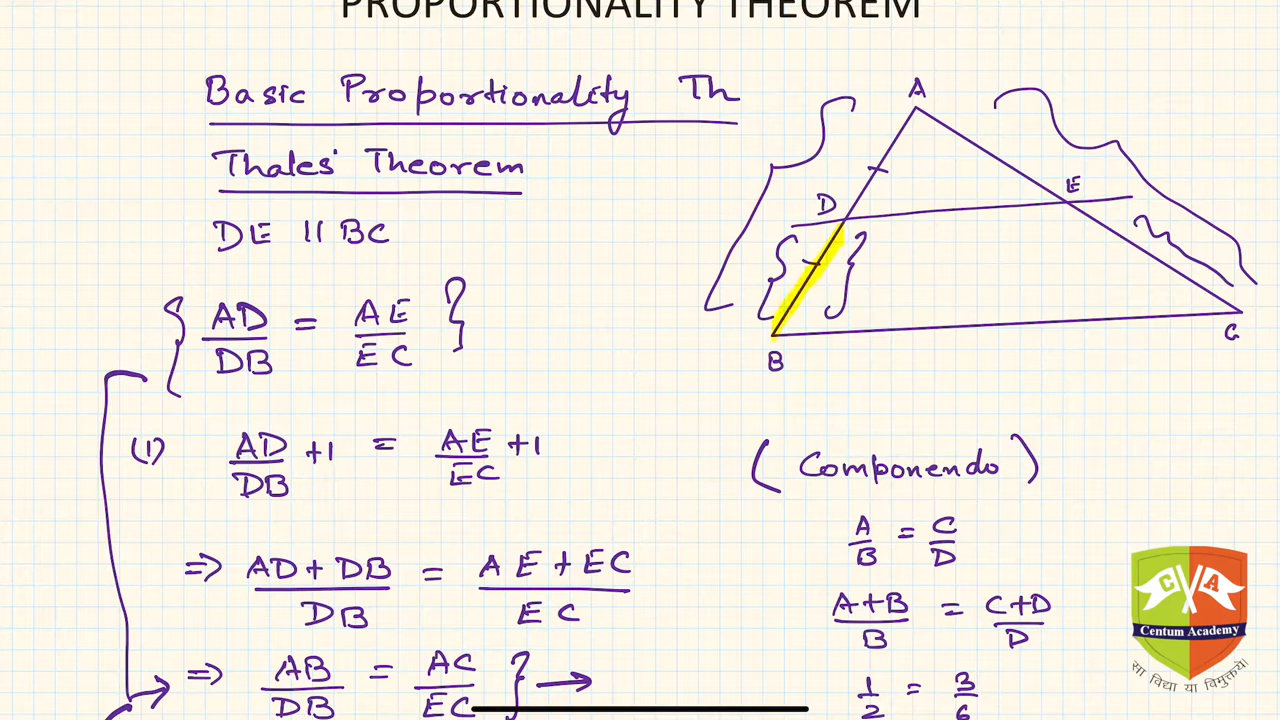 PROPORTIONALITY THEOREM
Basic Proportionality Th
Thales' Theorem
DE || BC
{ AD/DB = AE/EC }
(1) AD/DB +1 = AE/EC +1
=> AD+DB/DB = AE+EC/EC
=> AB/DB = AC/EC } →
A
D
E
B
C
( Componendo )
A/B = C/D
A+B/B = C+D/D
1/2 = 3/6
C A
Centum Academy
सा विद्या या विमुक्तये।